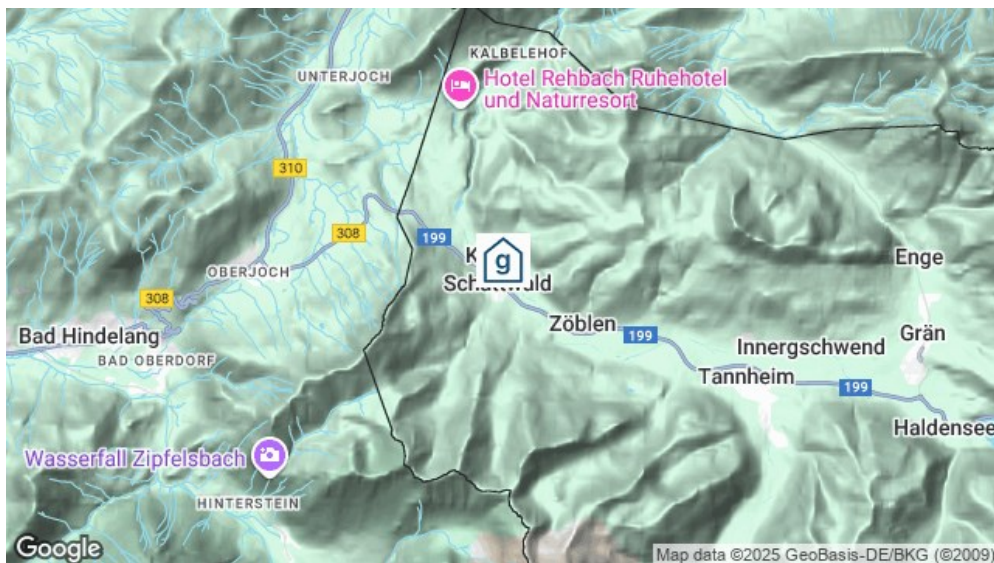 KALBELEHOF
UNTERJOCH
Hotel Rehbach Ruhehotel
und Naturresort
310
308
199
OBERJOCH
g
Enge
Schattwald
308
Bad Hindelang
Zöblen
199
Grän
Innergschwend
BAD OBERDORF
Tannheim
199
Haldensee
Wasserfall Zipfelsbach
HINTERSTEIN
Google
Map data ©2025 GeoBasis-DE/BKG (©2009)